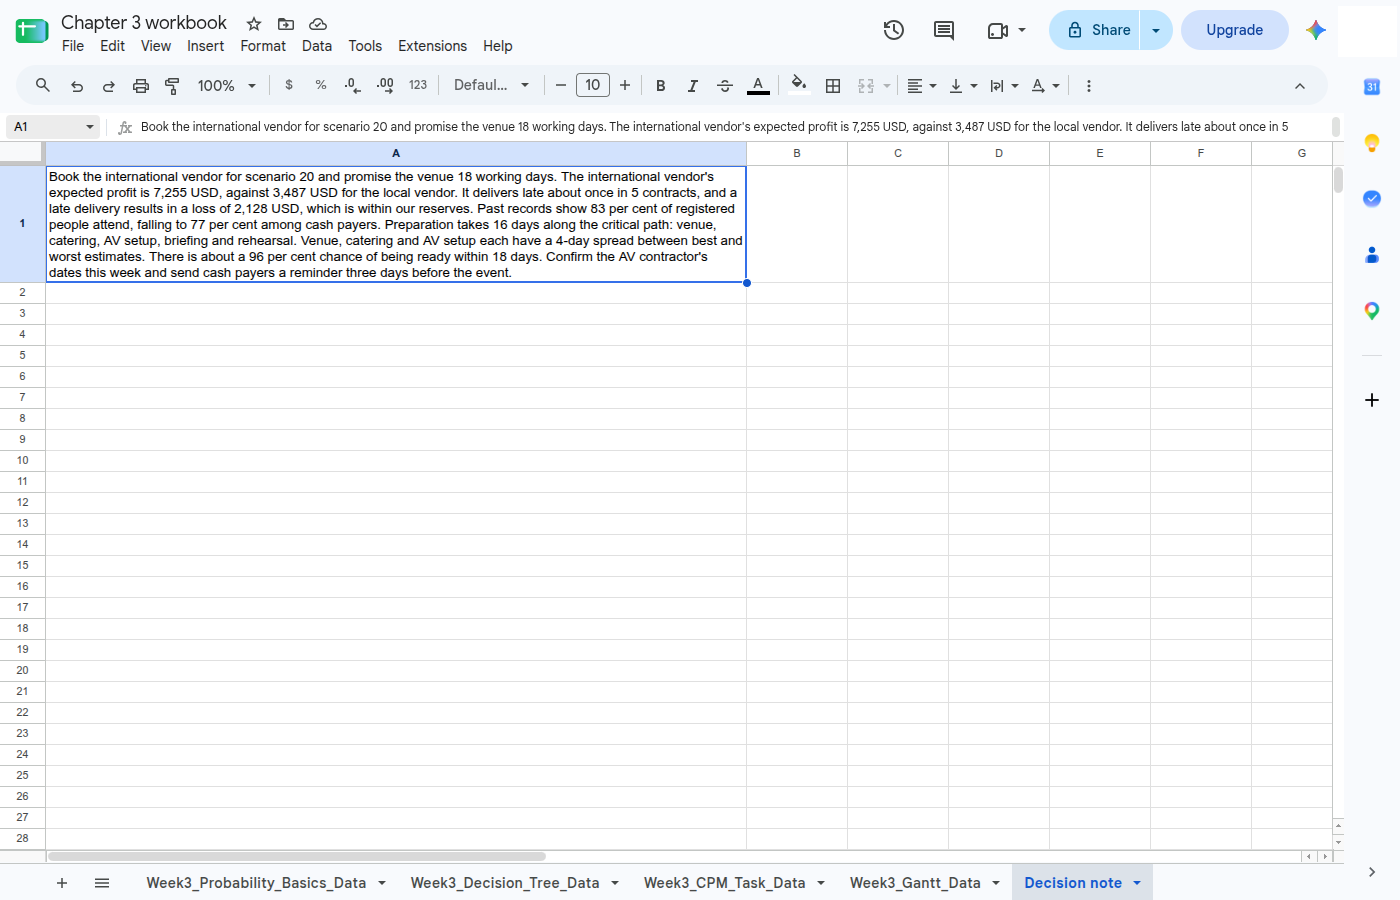 Chapter 3 workbook
File Edit View Insert Format Data Tools Extensions Help
Share
Upgrade
100% $ % .0 .00 123 Defaul... 10 B I A
31
A1
Book the international vendor for scenario 20 and promise the venue 18 working days. The international vendor's expected profit is 7,255 USD, against 3,487 USD for the local vendor. It delivers late about once in 5
A B C D E F G
1
Book the international vendor for scenario 20 and promise the venue 18 working days. The international vendor's
expected profit is 7,255 USD, against 3,487 USD for the local vendor. It delivers late about once in 5 contracts, and a
late delivery results in a loss of 2,128 USD, which is within our reserves. Past records show 83 per cent of registered
people attend, falling to 77 per cent among cash payers. Preparation takes 16 days along the critical path: venue,
catering, AV setup, briefing and rehearsal. Venue, catering and AV setup each have a 4-day spread between best and
worst estimates. There is about a 96 per cent chance of being ready within 18 days. Confirm the AV contractor's
dates this week and send cash payers a reminder three days before the event.
2
3
4
5
6
7
8
9
10
11
12
13
14
15
16
17
18
19
20
21
22
23
24
25
26
27
28
Week3_Probability_Basics_Data Week3_Decision_Tree_Data Week3_CPM_Task_Data Week3_Gantt_Data Decision note